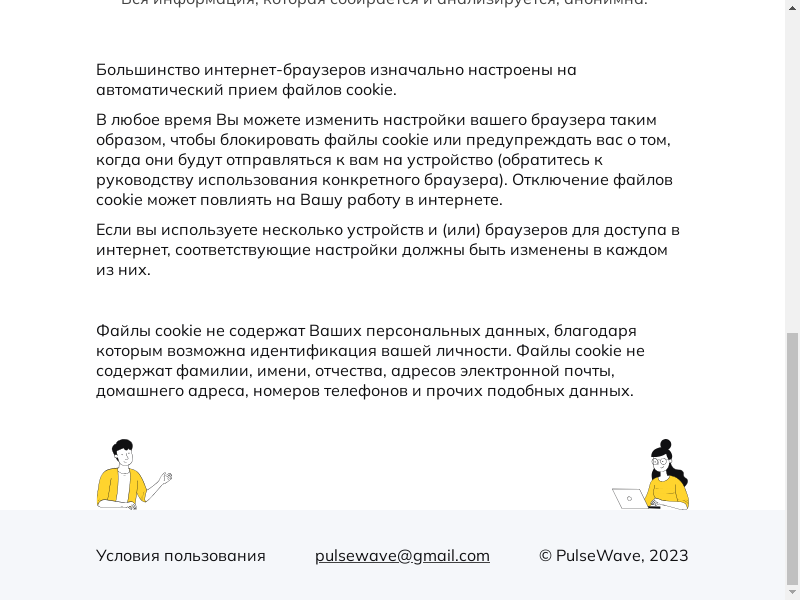 Вся информация, которая собирается и анализируется, анонимна.
Большинство интернет-браузеров изначально настроены на
автоматический прием файлов cookie.
В любое время Вы можете изменить настройки вашего браузера таким
образом, чтобы блокировать файлы cookie или предупреждать вас о том,
когда они будут отправляться к вам на устройство (обратитесь к
руководству использования конкретного браузера). Отключение файлов
cookie может повлиять на Вашу работу в интернете.
Если вы используете несколько устройств и (или) браузеров для доступа в
интернет, соответствующие настройки должны быть изменены в каждом
из них.
Файлы cookie не содержат Ваших персональных данных, благодаря
которым возможна идентификация вашей личности. Файлы cookie не
содержат фамилии, имени, отчества, адресов электронной почты,
домашнего адреса, номеров телефонов и прочих подобных данных.
Условия пользования pulsewave@gmail.com © PulseWave, 2023